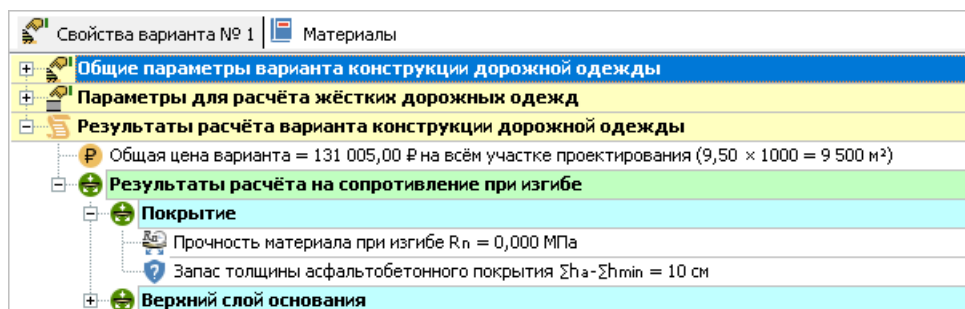 Свойства варианта № 1 Материалы
Общие параметры варианта конструкции дорожной одежды
Параметры для расчёта жёстких дорожных одежд
Результаты расчёта варианта конструкции дорожной одежды
Общая цена варианта = 131 005,00 ₽ на всём участке проектирования (9,50 × 1000 = 9 500 м²)
Результаты расчёта на сопротивление при изгибе
Покрытие
Прочность материала при изгибе Rn = 0,000 МПа
Запас толщины асфальтобетонного покрытия Σha-Σhmin = 10 см
Верхний слой основания